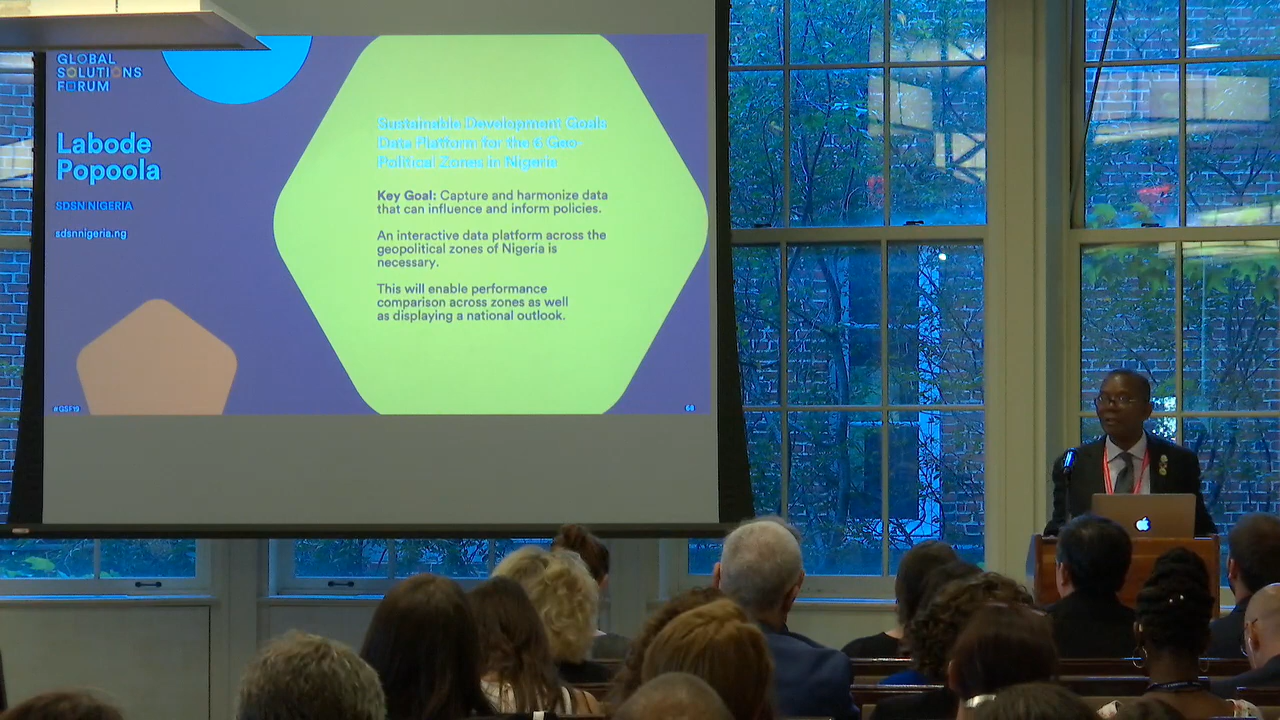 GLOBAL
SOLUTIONS
FORUM
Labode
Popoola
SDSN NIGERIA
sdsnnigeria.ng
#GSF19
Sustainable Development Goals
Data Platform for the 6 Geo-
Political Zones in Nigeria
Key Goal: Capture and harmonize data
that can influence and inform policies.
An interactive data platform across the
geopolitical zones of Nigeria is
necessary.
This will enable performance
comparison across zones as well
as displaying a national outlook.
68